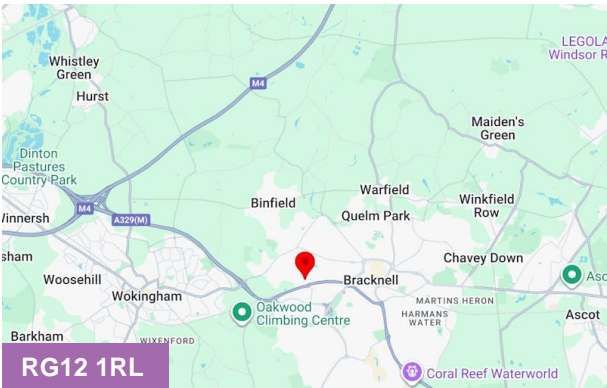 LEGOLA
Windsor R
Whistley
Green
M4
Hurst
Maiden's
Green
Dinton
Pastures
Country Park
Warfield
Binfield
Winkfield
Row
M4
A329(M)
Quelm Park
Vinnersh
sham
Chavey Down
Woosehill
Bracknell
Asc
Wokingham
MARTINS HERON
Oakwood
Climbing Centre
HARMANS
WATER
Ascot
Barkham
WIXENFORD
RG12 1RL
Coral Reef Waterworld